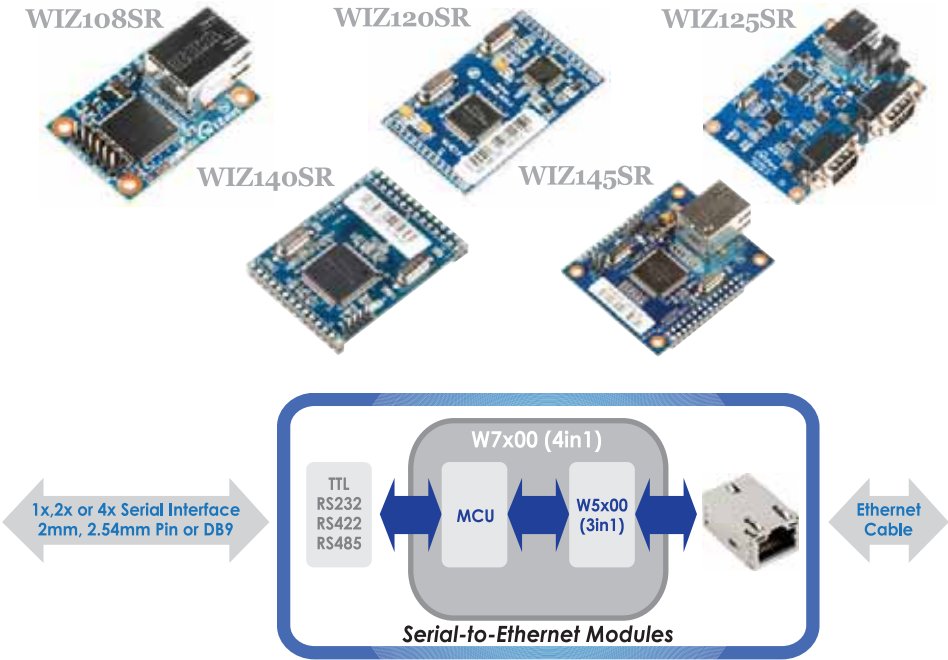 WIZ108SR
WIZ120SR
WIZ125SR
WIZ140SR
WIZ145SR
W7x00 (4in1)
TTL
RS232
RS422
RS485
MCU
W5x00
(3in1)
1x,2x or 4x Serial Interface
2mm, 2.54mm Pin or DB9
Ethernet
Cable
Serial-to-Ethernet Modules